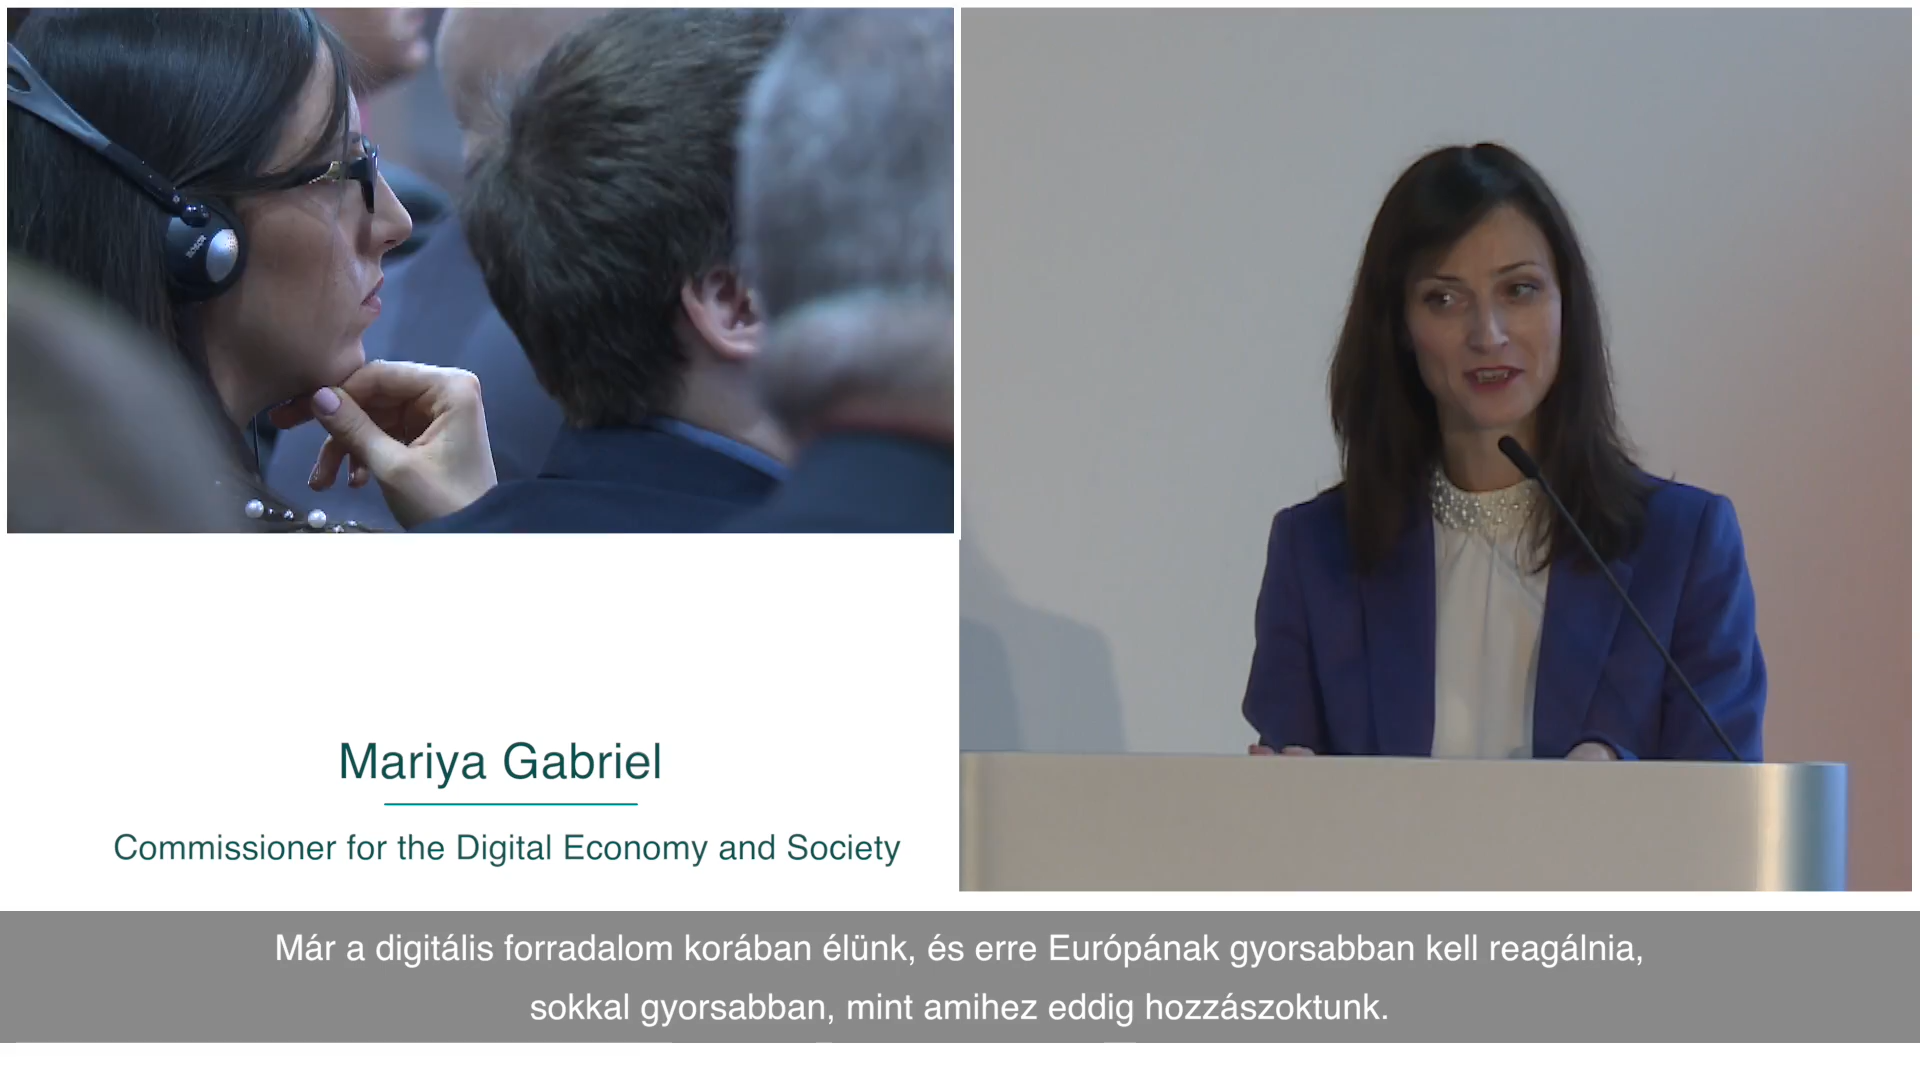 BOSCH
Mariya Gabriel
Commissioner for the Digital Economy and Society
Már a digitális forradalom korában élünk, és erre Európának gyorsabban kell reagálnia,
sokkal gyorsabban, mint amihez eddig hozzászoktunk.